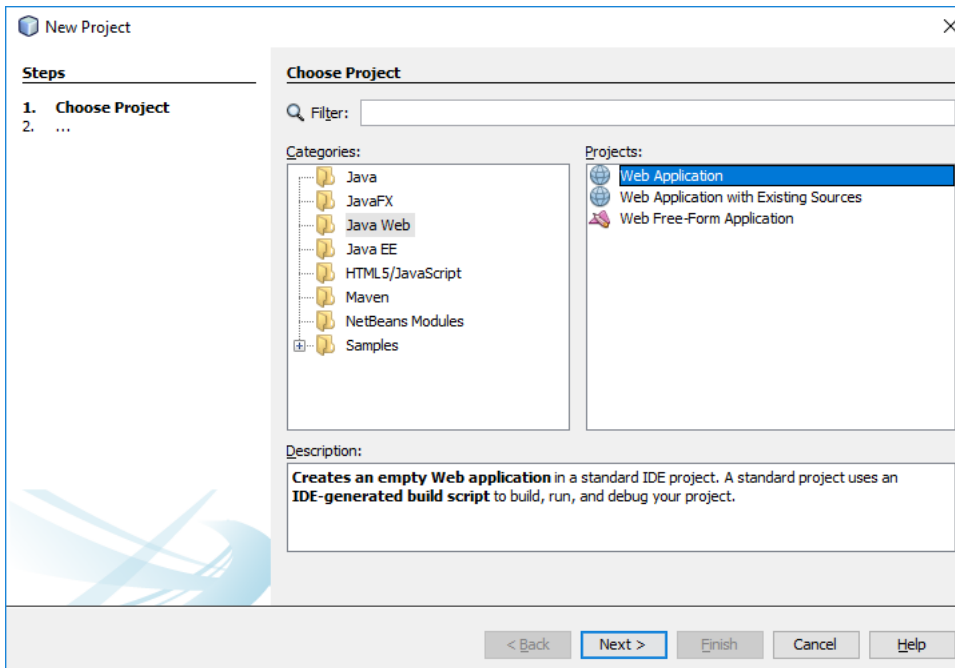 New Project
Steps
1. Choose Project
2. ...
Choose Project
Filter:
Categories:
Java
JavaFX
Java Web
Java EE
HTML5/JavaScript
Maven
NetBeans Modules
Samples
Projects:
Web Application
Web Application with Existing Sources
Web Free-Form Application
Description:
Creates an empty Web application in a standard IDE project. A standard project uses an
IDE-generated build script to build, run, and debug your project.
< Back
Next >
Finish
Cancel
Help